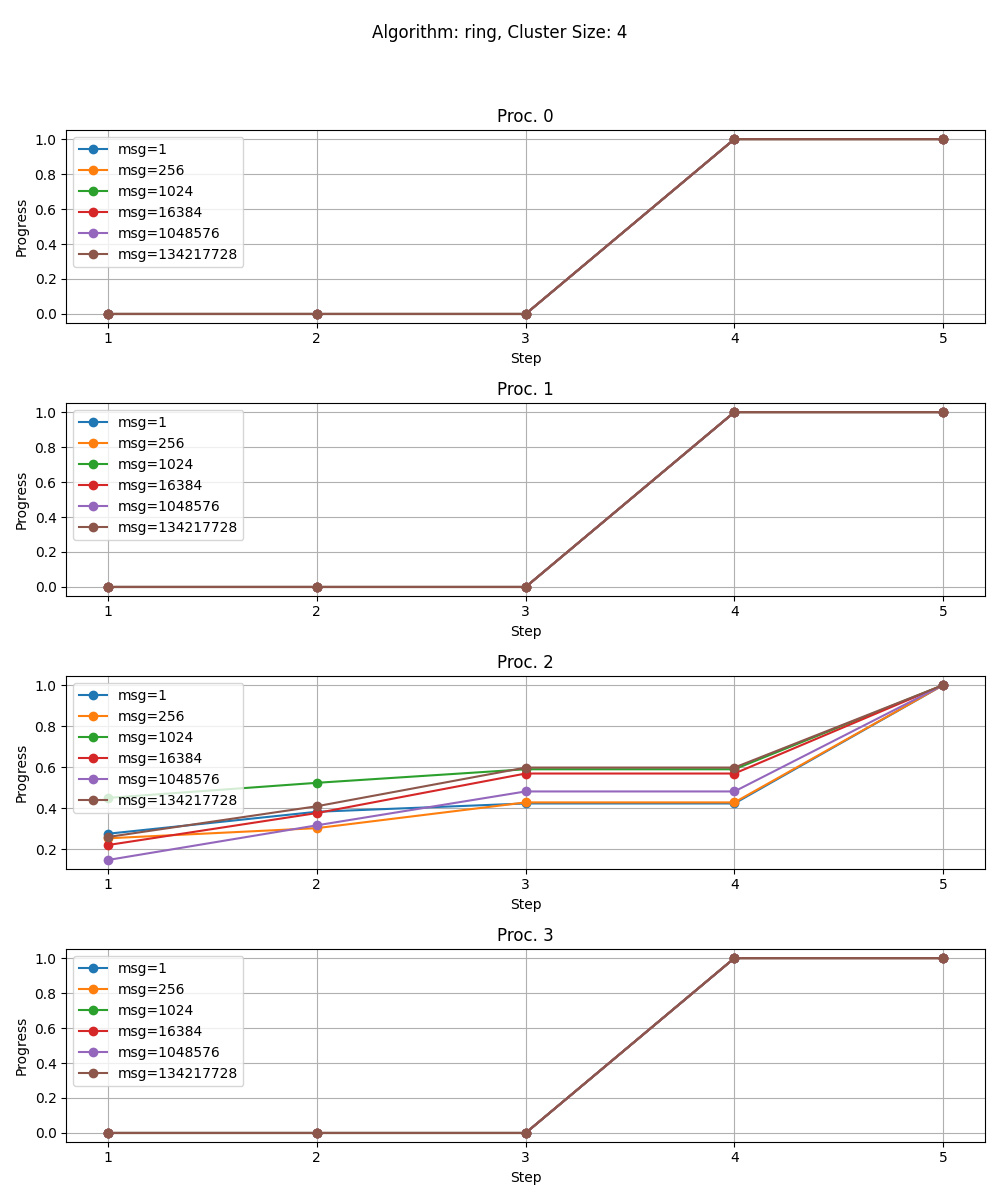 Algorithm: ring, Cluster Size: 4
Proc. 0
1.0
0.8
0.6
0.4
0.2
0.0
Progress
msg=1
msg=256
msg=1024
msg=16384
msg=1048576
msg=134217728
1 2 3 4 5
Step
Proc. 1
1.0
0.8
0.6
0.4
0.2
0.0
Progress
msg=1
msg=256
msg=1024
msg=16384
msg=1048576
msg=134217728
1 2 3 4 5
Step
Proc. 2
1.0
0.8
0.6
0.4
0.2
Progress
msg=1
msg=256
msg=1024
msg=16384
msg=1048576
msg=134217728
1 2 3 4 5
Step
Proc. 3
1.0
0.8
0.6
0.4
0.2
0.0
Progress
msg=1
msg=256
msg=1024
msg=16384
msg=1048576
msg=134217728
1 2 3 4 5
Step